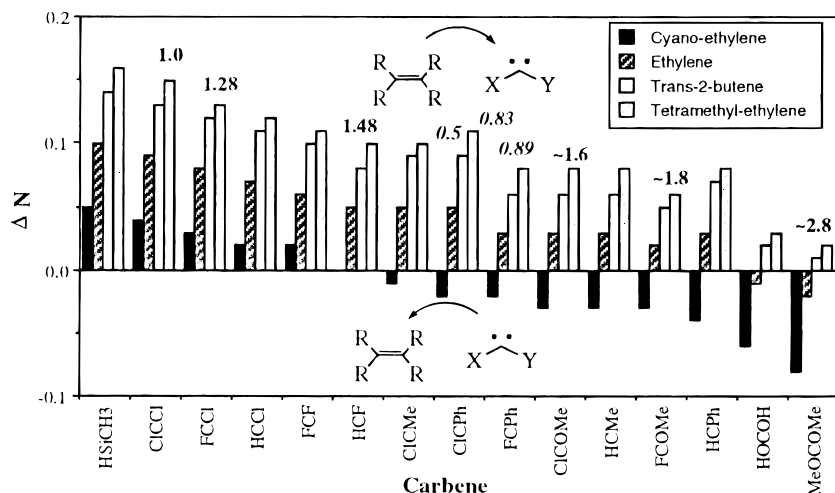 0.2
0.1
0.0
-0.1
Δ N
1.0
1.28
1.48
0.5
0.83
0.89
~1.6
~1.8
~2.8
R R
R R
X Y
R R
R R
X Y
Cyano-ethylene
Ethylene
Trans-2-butene
Tetramethyl-ethylene
HSiCH3
ClCCl
FCCl
HCCl
FCF
HCF
ClCMe
ClCPh
FCPh
ClCOMe
HCMe
FCOMe
HCPh
HOCOH
MeOCOMe
Carbene